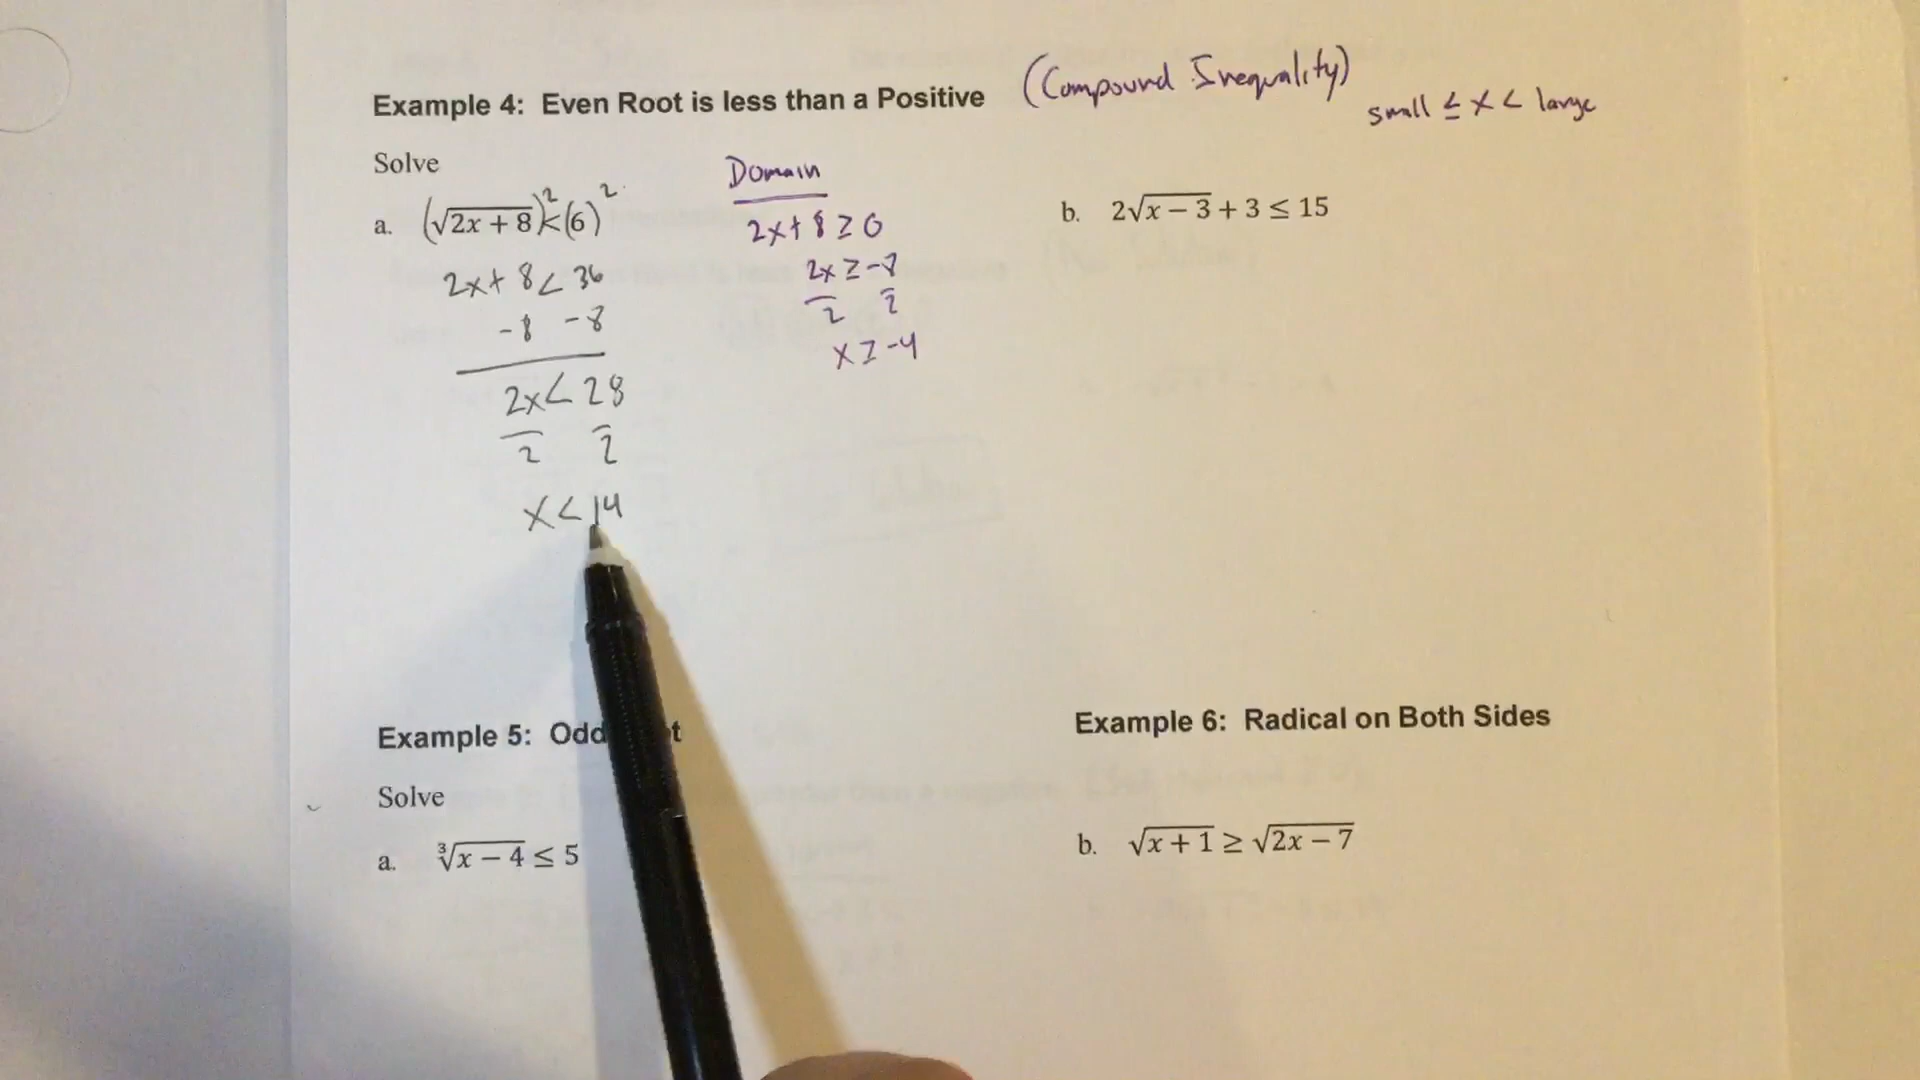 Example 4: Even Root is less than a Positive (Compound Inequality)
small ≤ x < large
Solve
a. (√2x + 8)² < (6)²
2x + 8 < 36
-8 -8
2x < 28
2 2
x < 14
Domain
2x + 8 ≥ 0
2x ≥ -8
2 2
x ≥ -4
b. 2√x − 3 + 3 ≤ 15
Example 5: Odd t
Solve
a. ∛x − 4 ≤ 5
Example 6: Radical on Both Sides
b. √x + 1 ≥ √2x − 7